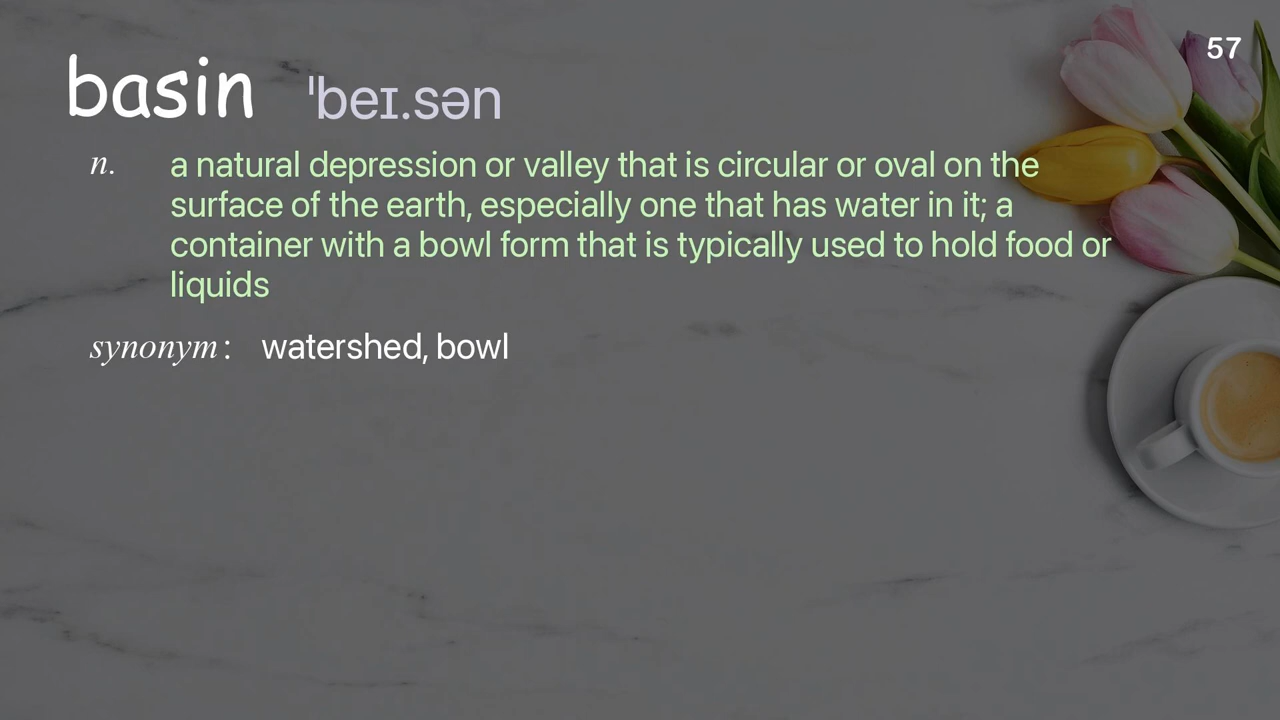 57
basin ˈbeɪ.sən
n. a natural depression or valley that is circular or oval on the
surface of the earth, especially one that has water in it; a
container with a bowl form that is typically used to hold food or
liquids
synonym: watershed, bowl